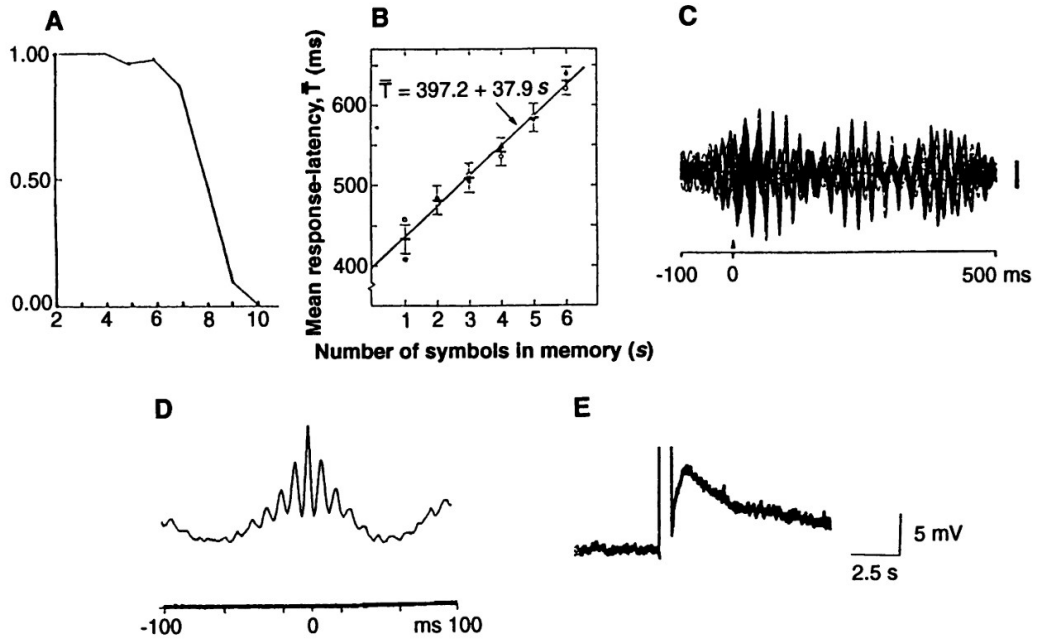 A
1.00
0.50
0.00
2 4 6 8 10
B
Mean response-latency, T̅ (ms)
T̿ = 397.2 + 37.9 s
600
500
400
1 2 3 4 5 6
Number of symbols in memory (s)
C
-100 0 500 ms
D
-100 0 ms 100
E
5 mV
2.5 s